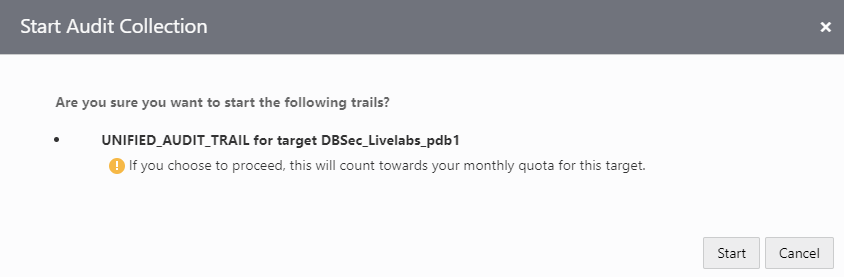 Start Audit Collection
Are you sure you want to start the following trails?
UNIFIED_AUDIT_TRAIL for target DBSec_Livelabs_pdb1
If you choose to proceed, this will count towards your monthly quota for this target.
Start Cancel